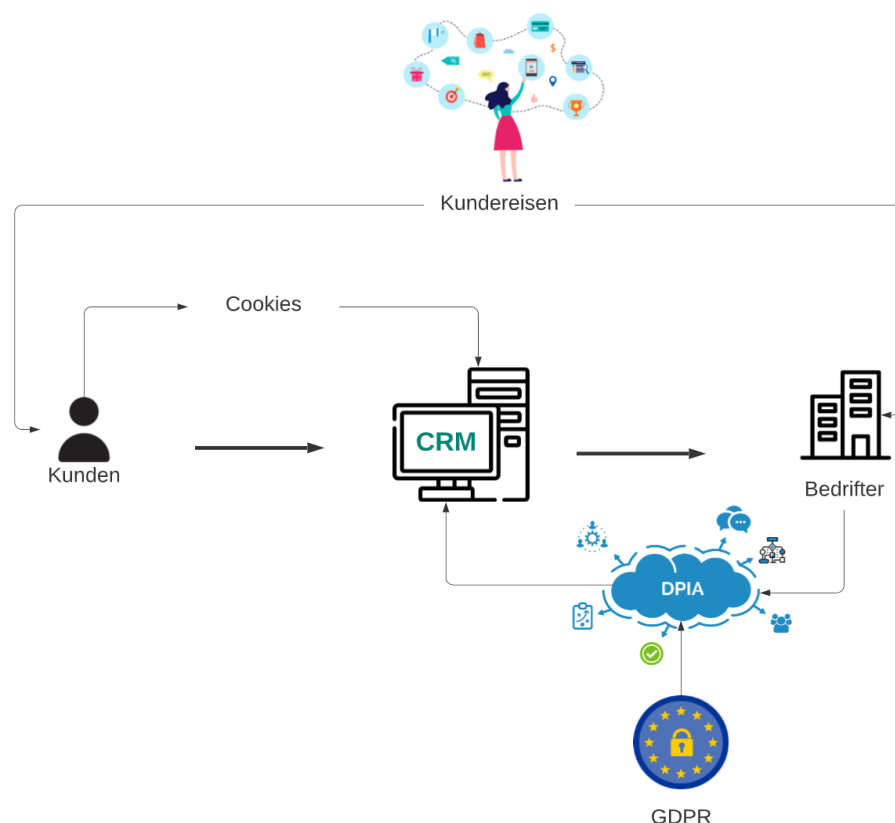 Kundereisen
Cookies
CRM
Kunden
Bedrifter
DPIA
GDPR